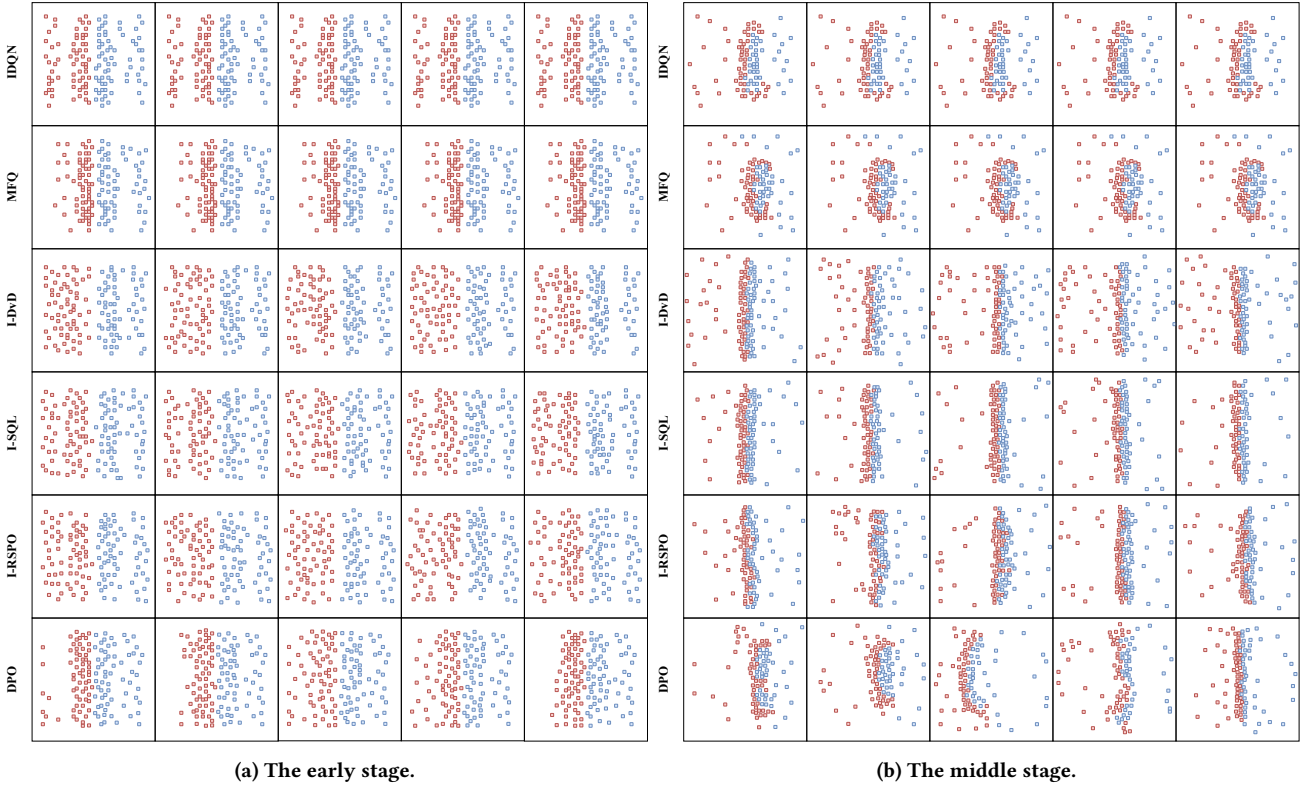 IDQN
MFQ
I-DvD
I-SQL
I-RSPO
DPO
(a) The early stage.
IDQN
MFQ
I-DvD
I-SQL
I-RSPO
DPO
(b) The middle stage.